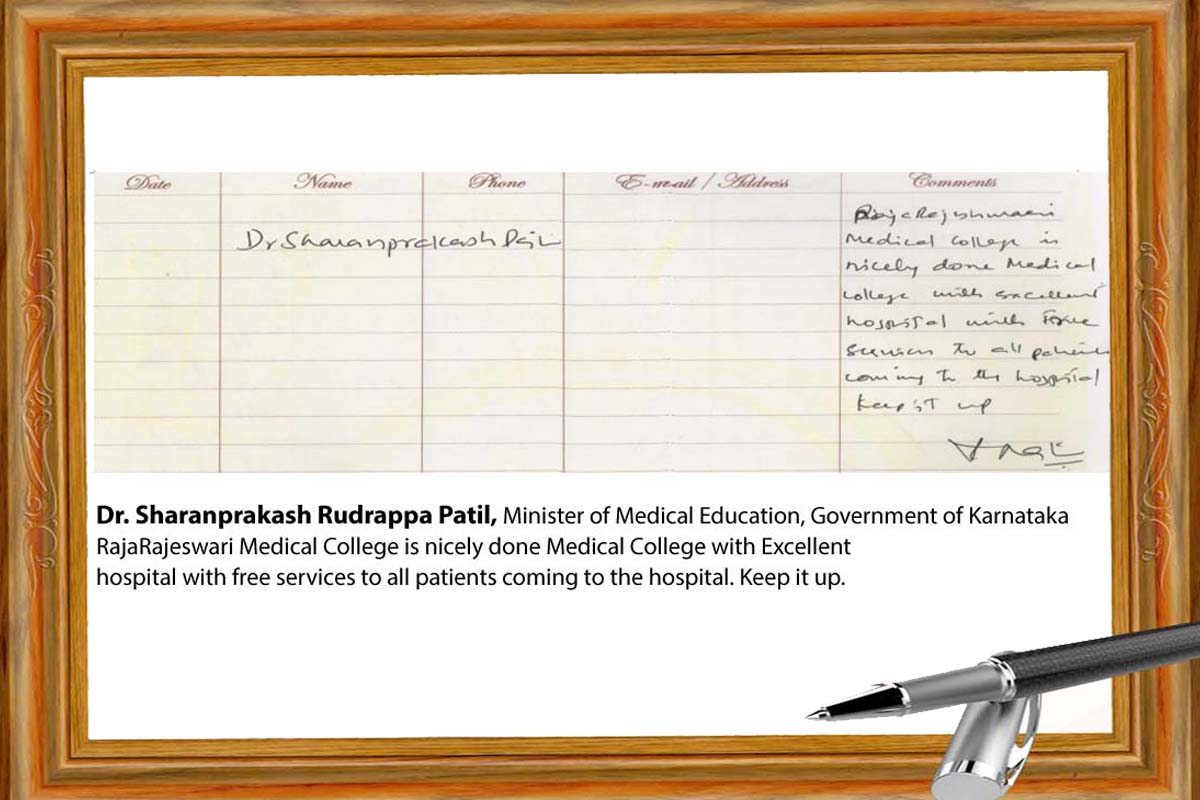 Date Name Phone E-mail / Address Comments
Dr Sharanprakash Patil
RajaRajeshwari
Medical College is
nicely done Medical
college with excellent
hospital with free
services to all patients
coming to the hospital
Keep it up
Dr. Sharanprakash Rudrappa Patil, Minister of Medical Education, Government of Karnataka
RajaRajeswari Medical College is nicely done Medical College with Excellent
hospital with free services to all patients coming to the hospital. Keep it up.